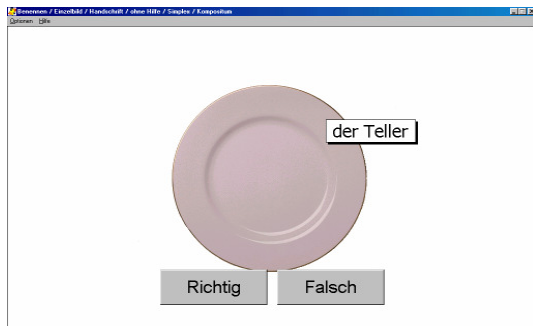 Benennen / Einzelbild / Handschrift / ohne Hilfe / Simplex / Kompositum
Optionen Hilfe
der Teller
Richtig Falsch